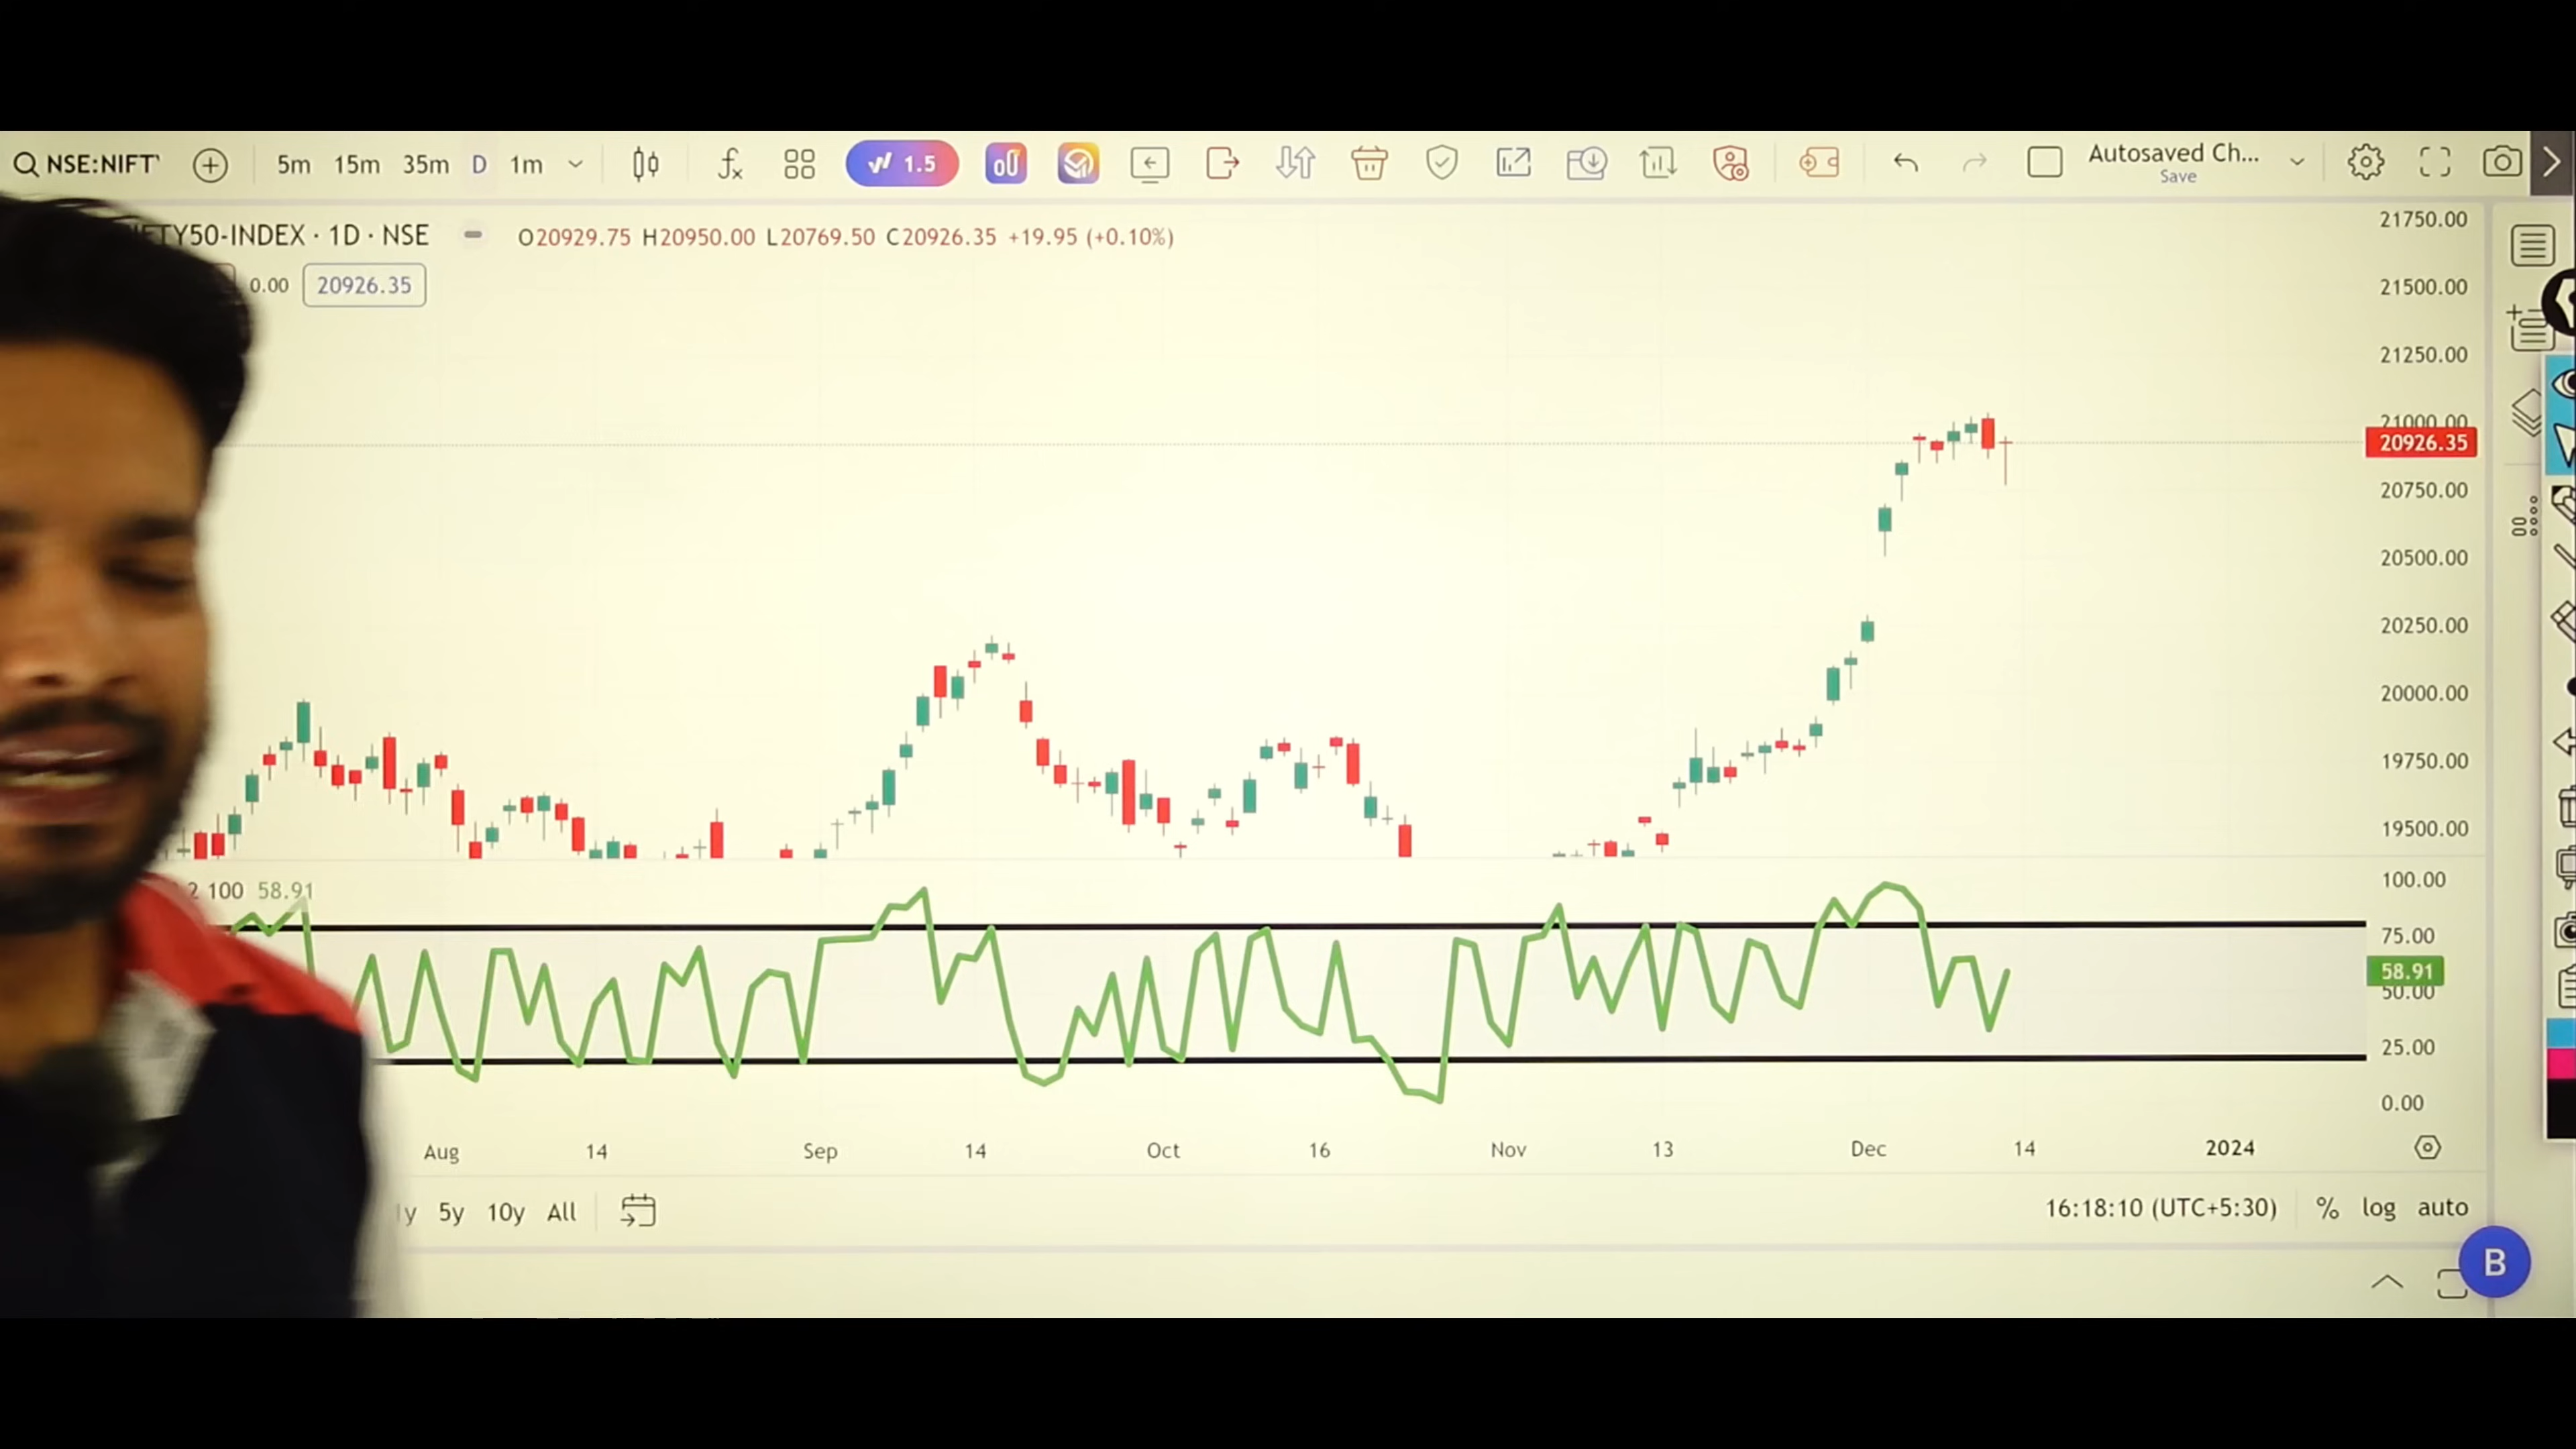 NSE:NIFT
5m 15m 35m D 1m
1.5
Autosaved Ch...
Save
TY50-INDEX · 1D · NSE
O20929.75 H20950.00 L20769.50 C20926.35 +19.95 (+0.10%)
0.00 20926.35
21750.00
21500.00
21250.00
21000.00
20926.35
20750.00
20500.00
20250.00
20000.00
19750.00
19500.00
2 100 58.91
100.00
75.00
58.91
50.00
25.00
0.00
Aug 14 Sep 14 Oct 16 Nov 13 Dec 14 2024
y 5y 10y All
16:18:10 (UTC+5:30) % log auto
B